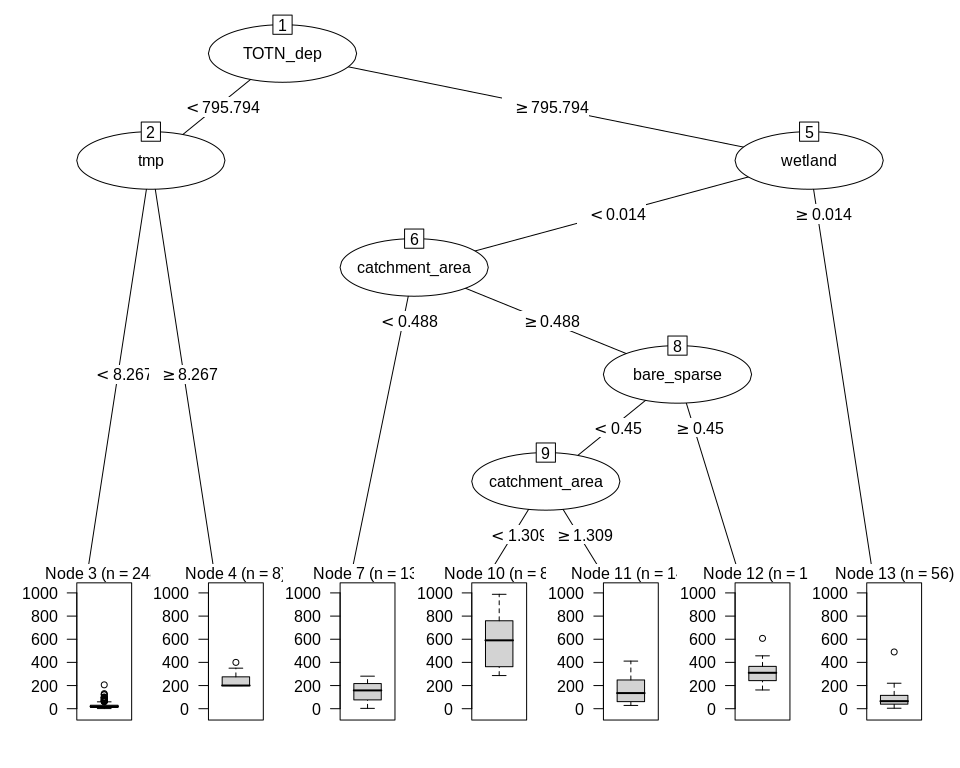 1
TOTN_dep
< 795.794
≥ 795.794
2
tmp
5
wetland
< 0.014
≥ 0.014
6
catchment_area
< 0.488
≥ 0.488
8
bare_sparse
< 8.267
≥ 8.267
< 0.45
≥ 0.45
9
catchment_area
< 1.309
≥ 1.309
Node 3 (n = 24
Node 4 (n = 8)
Node 7 (n = 13
Node 10 (n = 8
Node 11 (n = 1
Node 12 (n = 1
Node 13 (n = 56)
1000 1000 1000 1000 1000 1000 1000
800 800 800 800 800 800 800
600 600 600 600 600 600 600
400 400 400 400 400 400 400
200 200 200 200 200 200 200
0 0 0 0 0 0 0